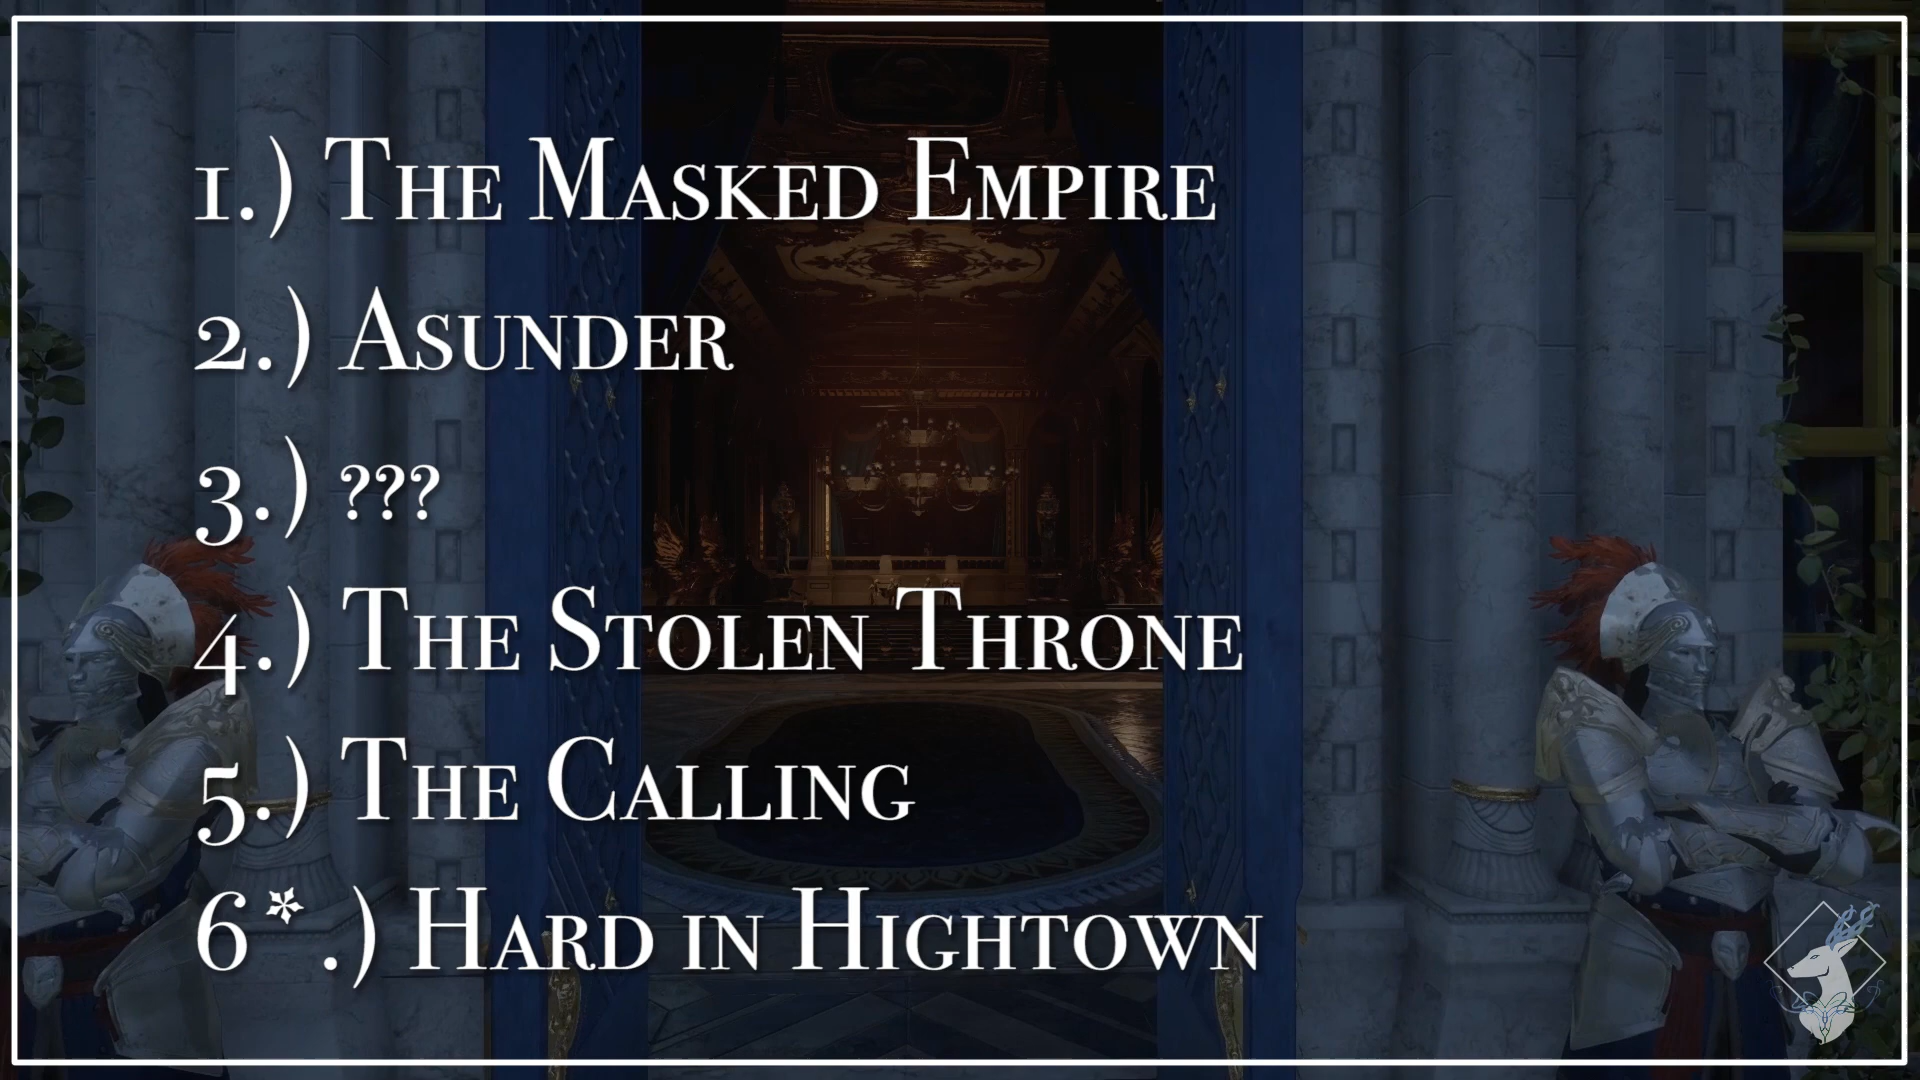 1.) The Masked Empire
2.) Asunder
3.) ???
4.) The Stolen Throne
5.) The Calling
6*.) Hard in Hightown